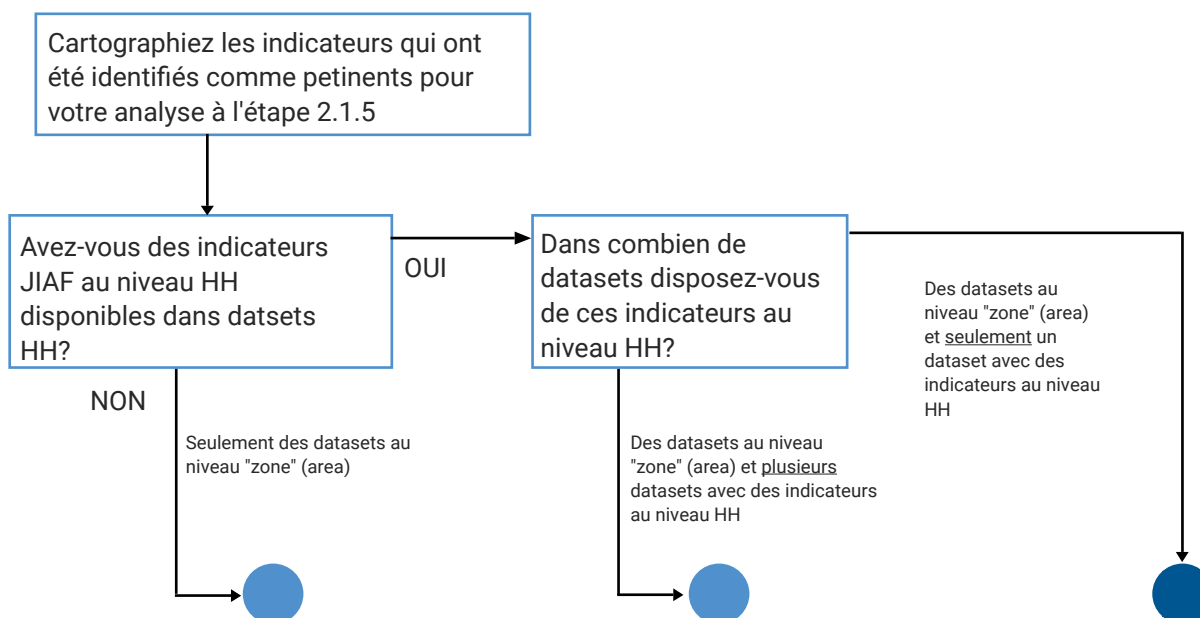 Cartographiez les indicateurs qui ont
été identifiés comme petinents pour
votre analyse à l'étape 2.1.5
Avez-vous des indicateurs
JIAF au niveau HH
disponibles dans datsets
HH?
OUI
Dans combien de
datasets disposez-vous
de ces indicateurs au
niveau HH?
Des datasets au
niveau "zone" (area)
et seulement un
dataset avec des
indicateurs au niveau
HH
NON
Seulement des datasets au
niveau "zone" (area)
Des datasets au niveau
"zone" (area) et plusieurs
datasets avec des indicateurs
au niveau HH